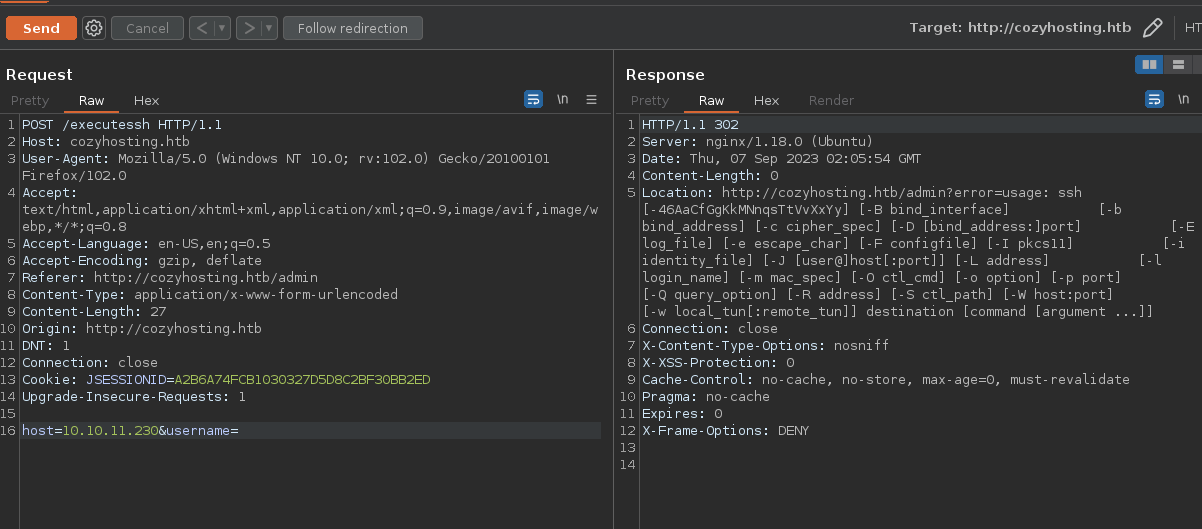 Send
Cancel
<
>
Follow redirection
Target: http://cozyhosting.htb
HT
Request
Pretty Raw Hex
\n
1 POST /executessh HTTP/1.1
2 Host: cozyhosting.htb
3 User-Agent: Mozilla/5.0 (Windows NT 10.0; rv:102.0) Gecko/20100101
Firefox/102.0
4 Accept:
text/html,application/xhtml+xml,application/xml;q=0.9,image/avif,image/w
ebp,*/*;q=0.8
5 Accept-Language: en-US,en;q=0.5
6 Accept-Encoding: gzip, deflate
7 Referer: http://cozyhosting.htb/admin
8 Content-Type: application/x-www-form-urlencoded
9 Content-Length: 27
10 Origin: http://cozyhosting.htb
11 DNT: 1
12 Connection: close
13 Cookie: JSESSIONID=A2B6A74FCB1030327D5D8C2BF30BB2ED
14 Upgrade-Insecure-Requests: 1
15
16 host=10.10.11.230&username=
Response
Pretty Raw Hex Render
\n
1 HTTP/1.1 302
2 Server: nginx/1.18.0 (Ubuntu)
3 Date: Thu, 07 Sep 2023 02:05:54 GMT
4 Content-Length: 0
5 Location: http://cozyhosting.htb/admin?error=usage: ssh
[-46AaCfGgKkMNnqsTtVvXxYy] [-B bind_interface] [-b
bind_address] [-c cipher_spec] [-D [bind_address:]port] [-E
log_file] [-e escape_char] [-F configfile] [-I pkcs11] [-i
identity_file] [-J [user@]host[:port]] [-L address] [-l
login_name] [-m mac_spec] [-O ctl_cmd] [-o option] [-p port]
[-Q query_option] [-R address] [-S ctl_path] [-W host:port]
[-w local_tun[:remote_tun]] destination [command [argument ...]]
6 Connection: close
7 X-Content-Type-Options: nosniff
8 X-XSS-Protection: 0
9 Cache-Control: no-cache, no-store, max-age=0, must-revalidate
10 Pragma: no-cache
11 Expires: 0
12 X-Frame-Options: DENY
13
14